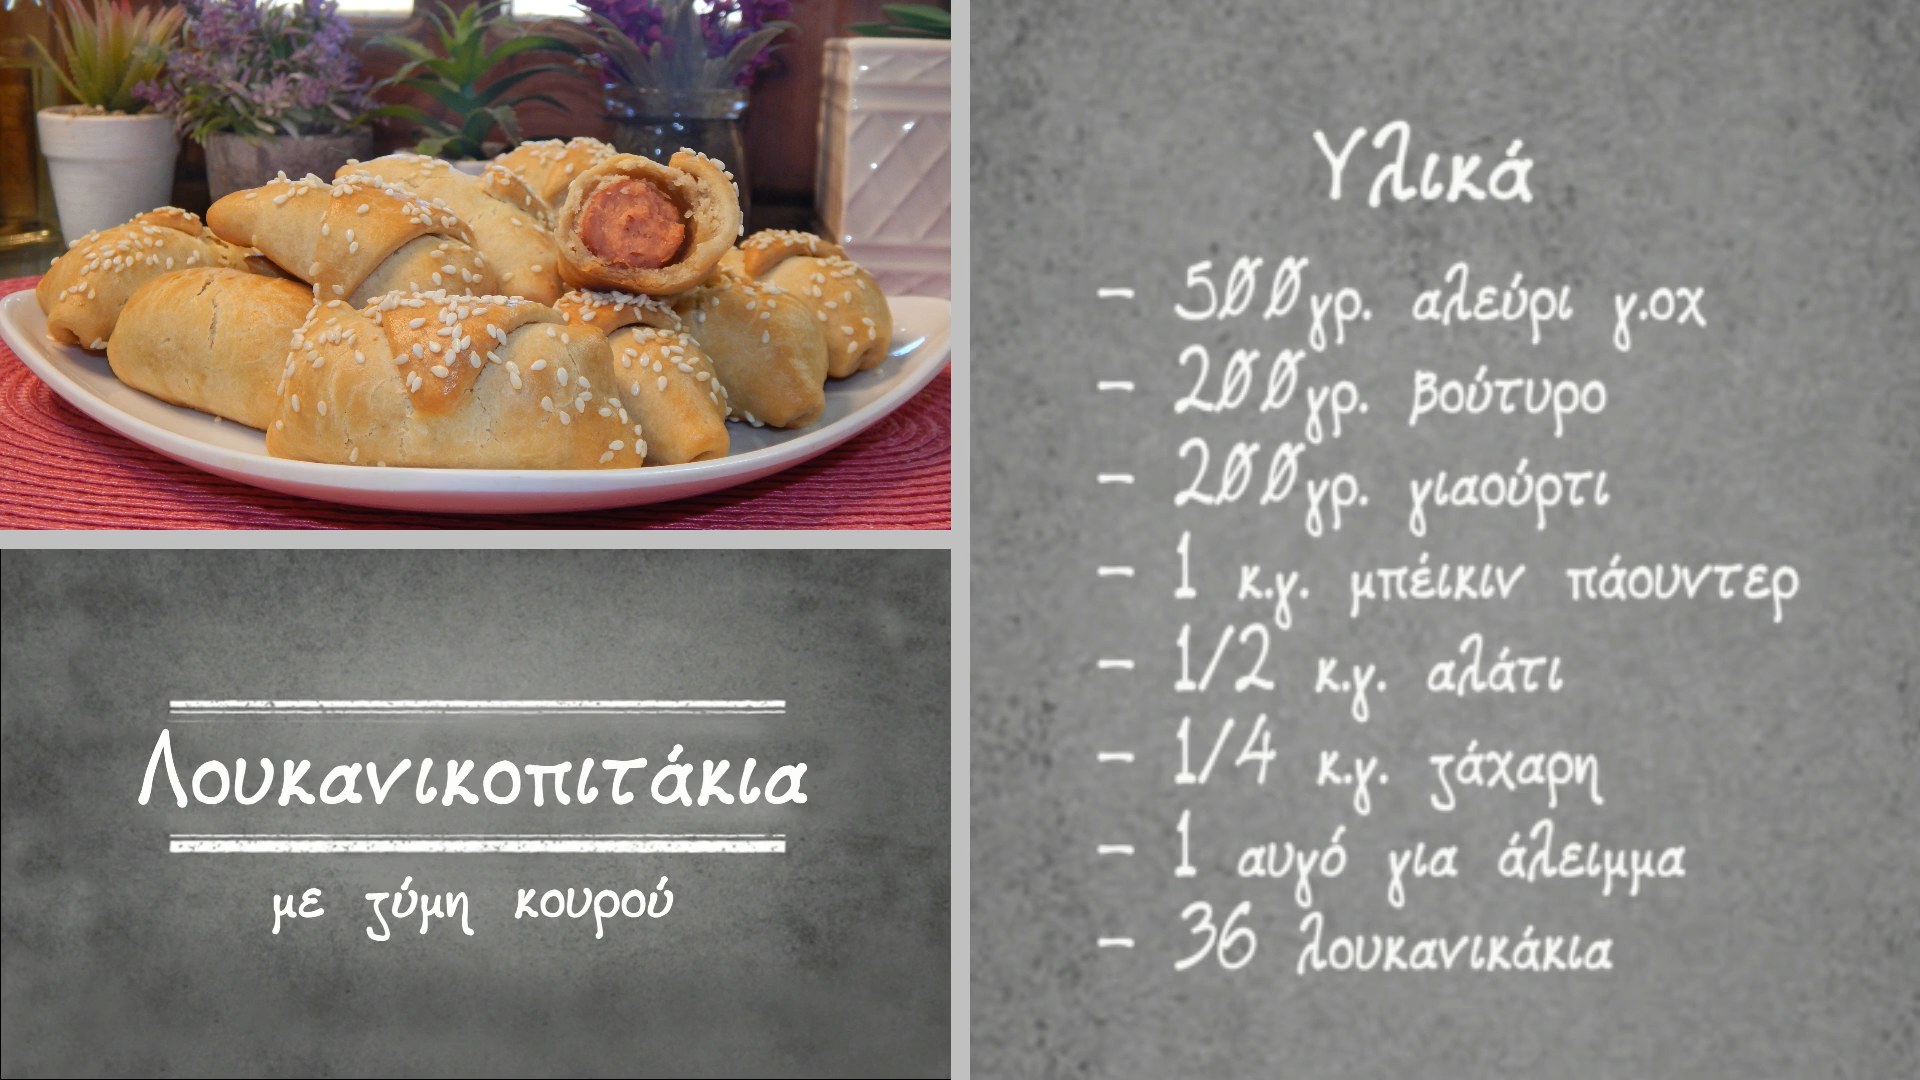 Λουκανικοπιτάκια
με ζύμη κουρού
Υλικά
- 500γρ. αλεύρι γ.οχ
- 200γρ. βούτυρο
- 200γρ. γιαούρτι
- 1 κ.γ. μπέικιν πάουντερ
- 1/2 κ.γ. αλάτι
- 1/4 κ.γ. ζάχαρη
- 1 αυγό για άλειμμα
- 36 λουκανικάκια